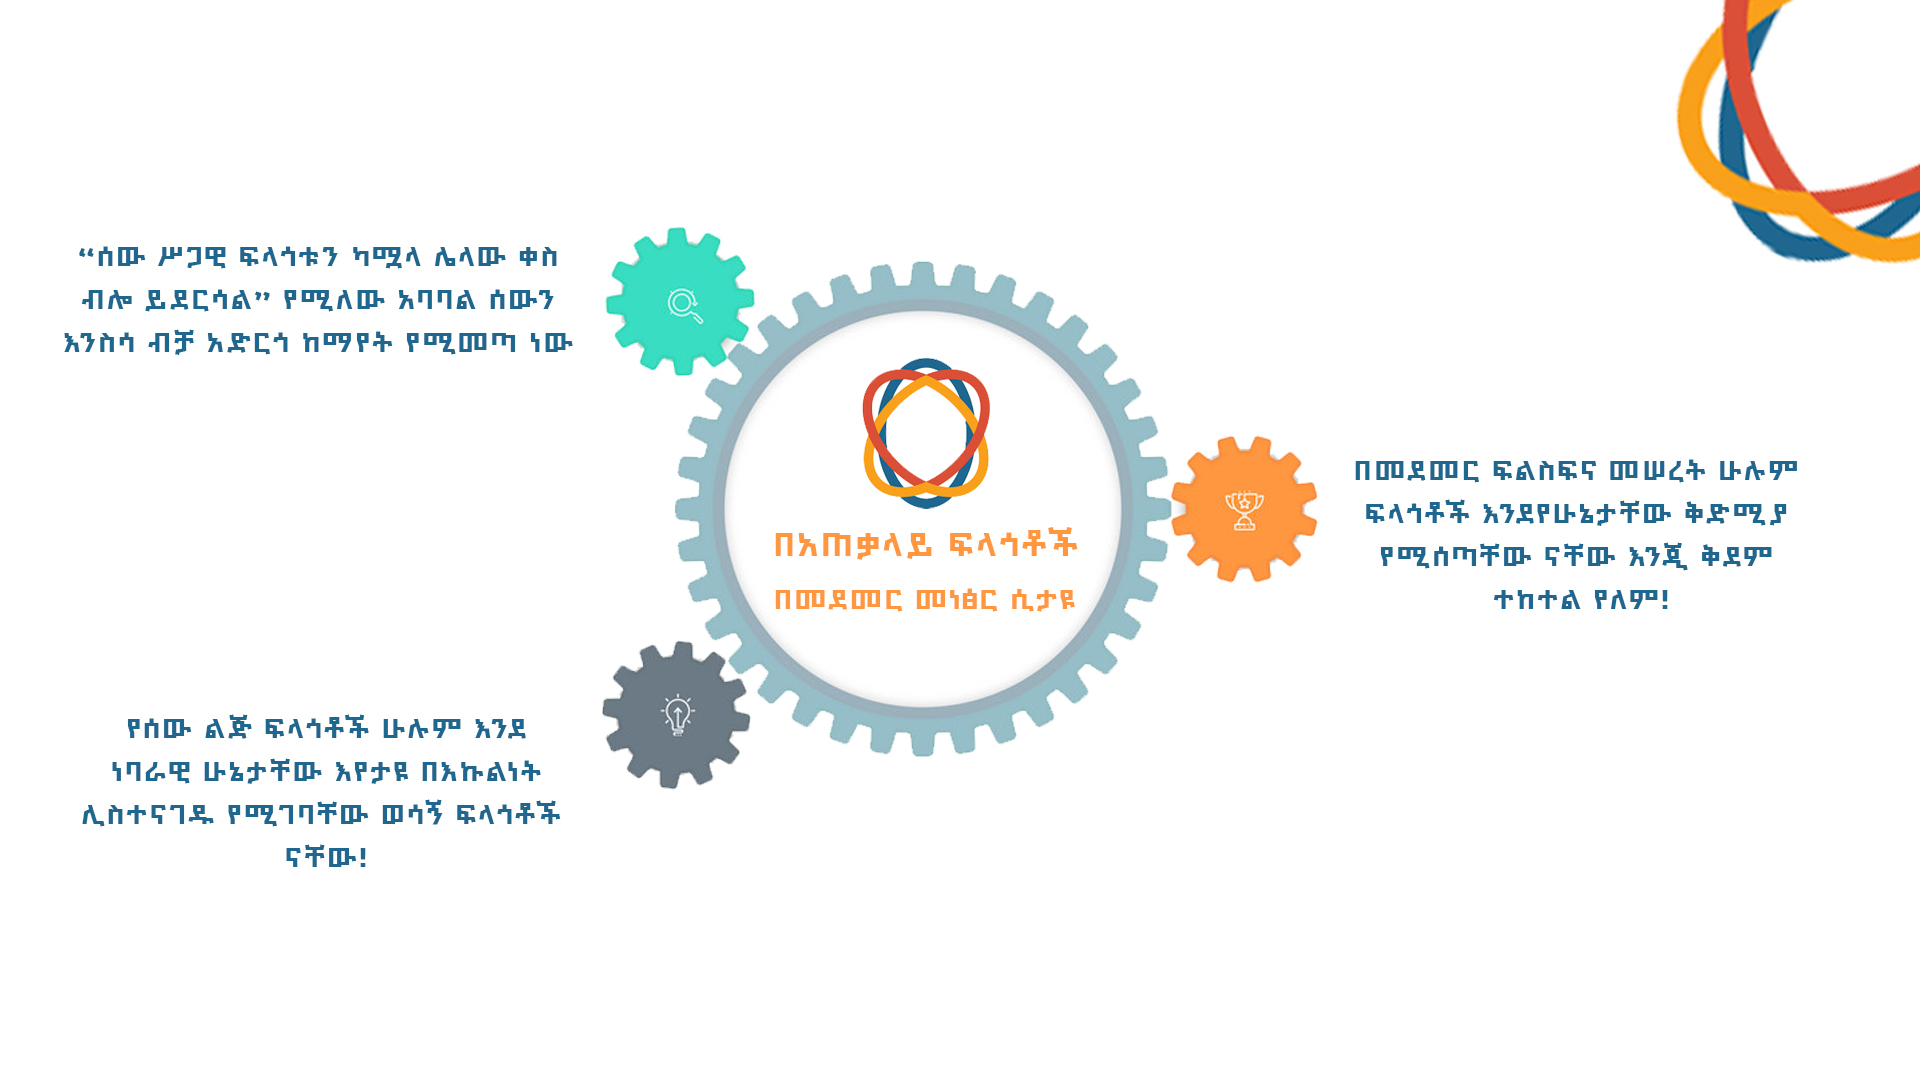 “ሰው ሥጋዊ ፍላጎቱን ካሟላ ሌላው ቀስ
ብሎ ይደርሳል” የሚለው አባባል ሰውን
እንስሳ ብቻ አድርጎ ከማየት የሚመጣ ነው
በአጠቃላይ ፍላጎቶች
በመደመር መነፅር ሲታዩ
በመደመር ፍልስፍና መሠረት ሁሉም
ፍላጎቶች እንደየሁኔታቸው ቅድሚያ
የሚሰጣቸው ናቸው እንጂ ቅደም
ተከተል የለም!
የሰው ልጅ ፍላጎቶች ሁሉም እንደ
ነባራዊ ሁኔታቸው እየታዩ በእኩልነት
ሊስተናገዱ የሚገባቸው ወሳኝ ፍላጎቶች
ናቸው!